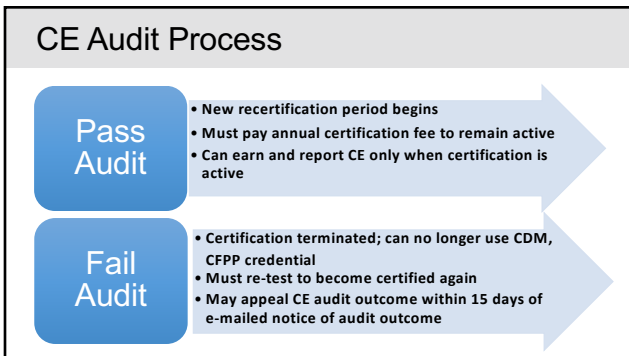 CE Audit Process
Pass
Audit
• New recertification period begins
• Must pay annual certification fee to remain active
• Can earn and report CE only when certification is
active
Fail
Audit
• Certification terminated; can no longer use CDM,
CFPP credential
• Must re-test to become certified again
• May appeal CE audit outcome within 15 days of
e-mailed notice of audit outcome